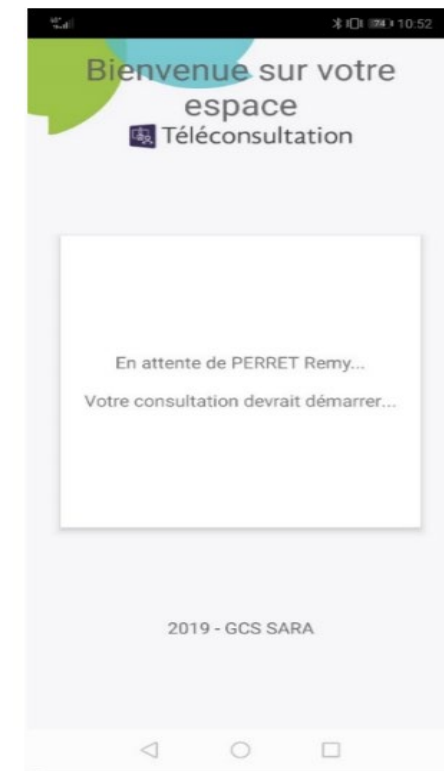 74 10:52
Bienvenue sur votre
espace
Téléconsultation
En attente de PERRET Remy...
Votre consultation devrait démarrer...
2019 - GCS SARA